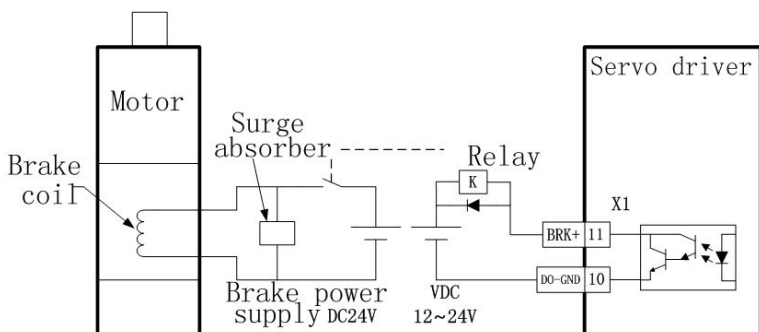 Motor
Servo driver
Surge
absorber
Relay
Brake
coil
K
X1
BRK+ 11
DO-GND 10
Brake power
supply DC24V
VDC
12~24V